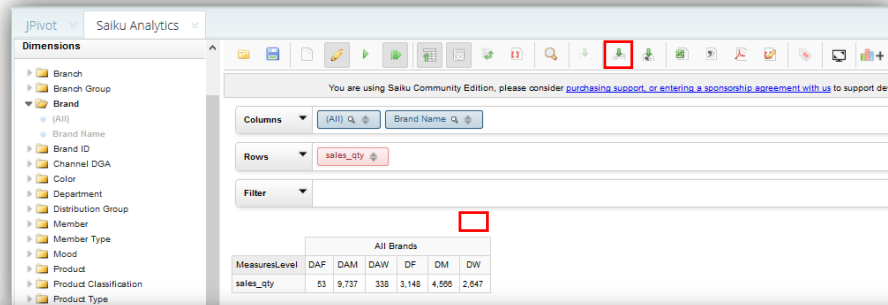 JPivot × Saiku Analytics ×
Dimensions
Branch
Branch Group
Brand
(All)
Brand Name
Brand ID
Channel DGA
Color
Department
Distribution Group
Member
Member Type
Mood
Product
Product Classification
Product Type
You are using Saiku Community Edition, please consider purchasing support, or entering a sponsorship agreement with us to support dev
Columns (All) Brand Name
Rows sales_qty
Filter
All Brands
MeasuresLevel DAF DAM DAW DF DM DW
sales_qty 53 9,737 338 3,148 4,566 2,647